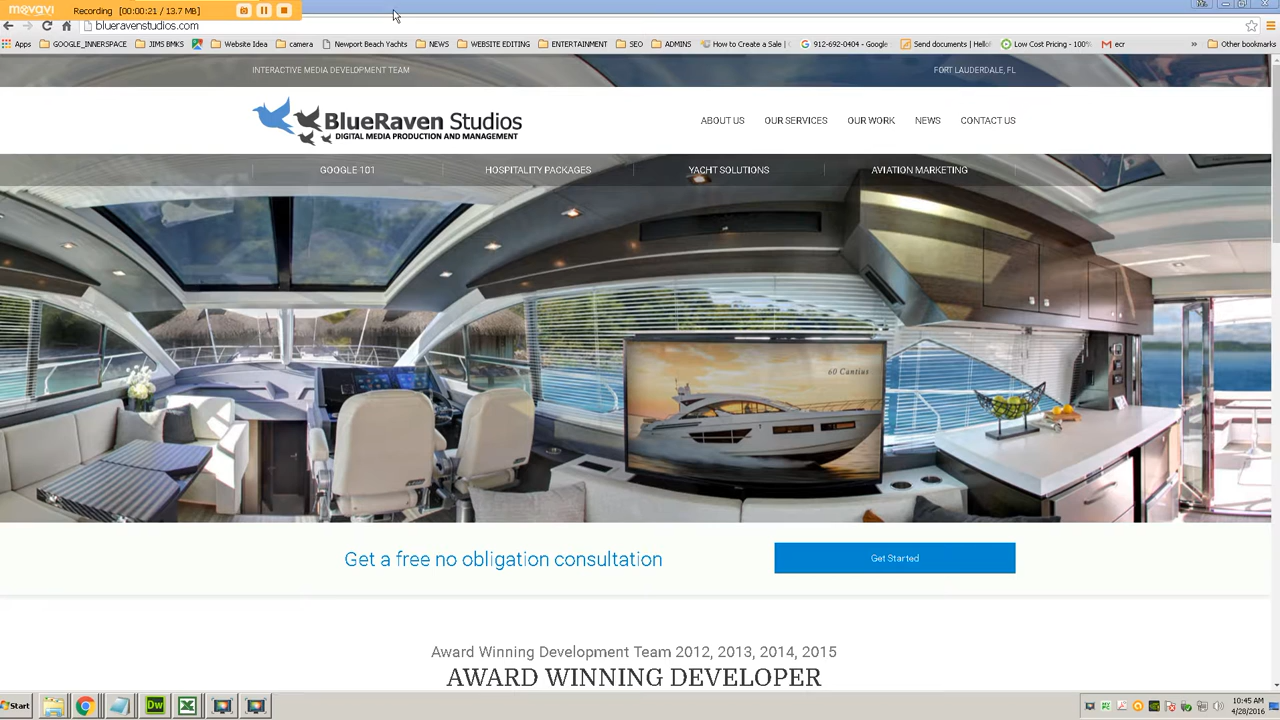 movavi
Recording [00:00:21 / 13.7 MB]
blueravenstudios.com
Apps GOOGLE_INNERSPACE JIMS BMKS Website Idea camera Newport Beach Yachts NEWS WEBSITE EDITING ENTERTAINMENT SEO ADMINS How to Create a Sale | 912-692-0404 - Google Send documents | Hell Low Cost Pricing - 100% ecr » Other bookmarks
INTERACTIVE MEDIA DEVELOPMENT TEAM FORT LAUDERDALE, FL
BlueRaven Studios
DIGITAL MEDIA PRODUCTION AND MANAGEMENT
ABOUT US OUR SERVICES OUR WORK NEWS CONTACT US
GOOGLE 101 HOSPITALITY PACKAGES YACHT SOLUTIONS AVIATION MARKETING
60 Cantius
Get a free no obligation consultation Get Started
Award Winning Development Team 2012, 2013, 2014, 2015
AWARD WINNING DEVELOPER
Start Dw 10:45 AM
4/28/2016